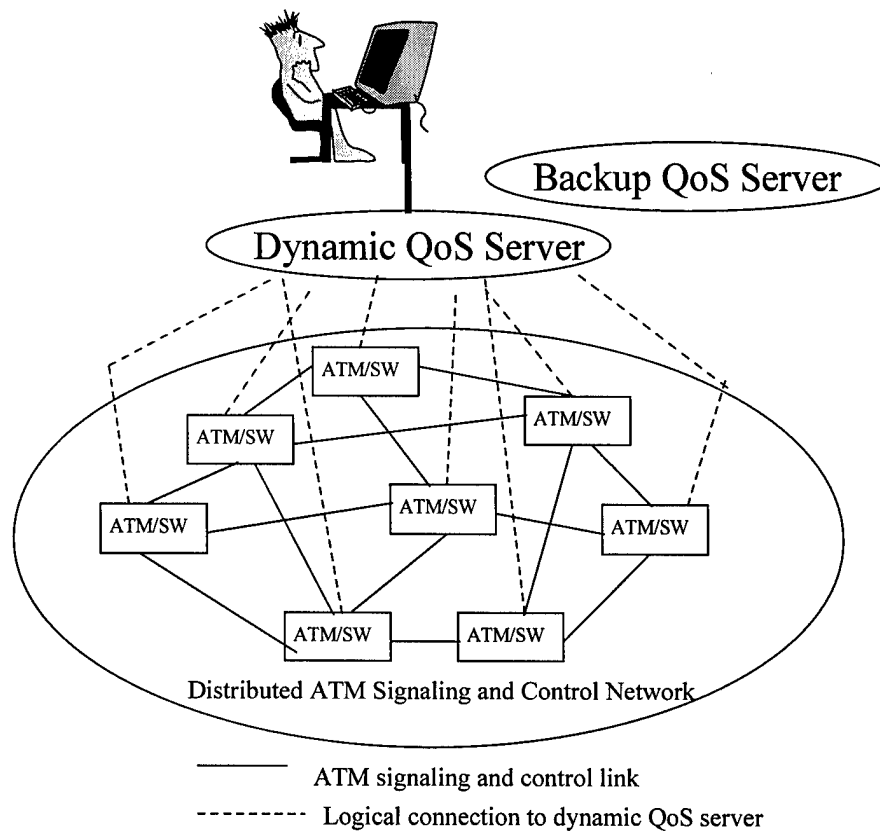 Backup QoS Server
Dynamic QoS Server
ATM/SW
ATM/SW
ATM/SW
ATM/SW
ATM/SW
ATM/SW
ATM/SW
ATM/SW
Distributed ATM Signaling and Control Network
ATM signaling and control link
Logical connection to dynamic QoS server